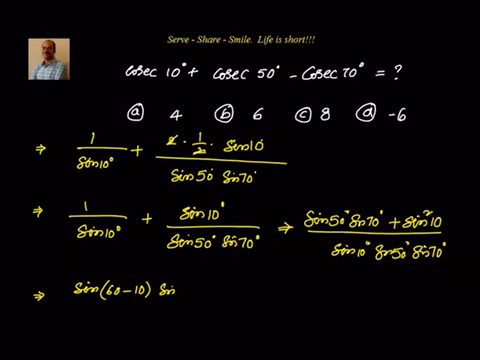 Serve - Share - Smile. Life is short!!!
cosec 10° + cosec 50° - cosec 70° = ?
(a) 4 (b) 6 (c) 8 (d) -6
⇒ 1/sin10° + (2 · 1/2 · sin10)/(sin50° sin70°)
⇒ 1/sin10° + sin10°/(sin50° sin70°) ⇒ (sin50° sin70° + sin²10)/(sin10° sin50° sin70°)
⇒ sin(60-10) sin